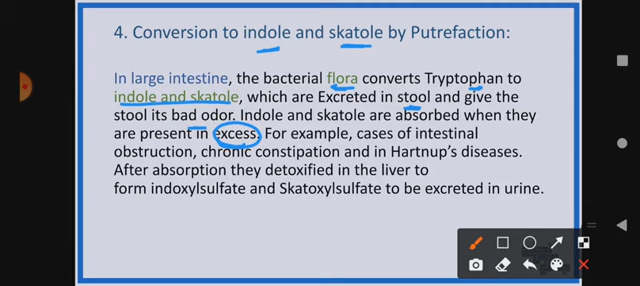 4. Conversion to indole and skatole by Putrefaction:
In large intestine, the bacterial flora converts Tryptophan to
indole and skatole, which are Excreted in stool and give the
stool its bad odor. Indole and skatole are absorbed when they
are present in excess. For example, cases of intestinal
obstruction, chronic constipation and in Hartnup's diseases.
After absorption they detoxified in the liver to
form indoxylsulfate and Skatoxylsulfate to be excreted in urine.